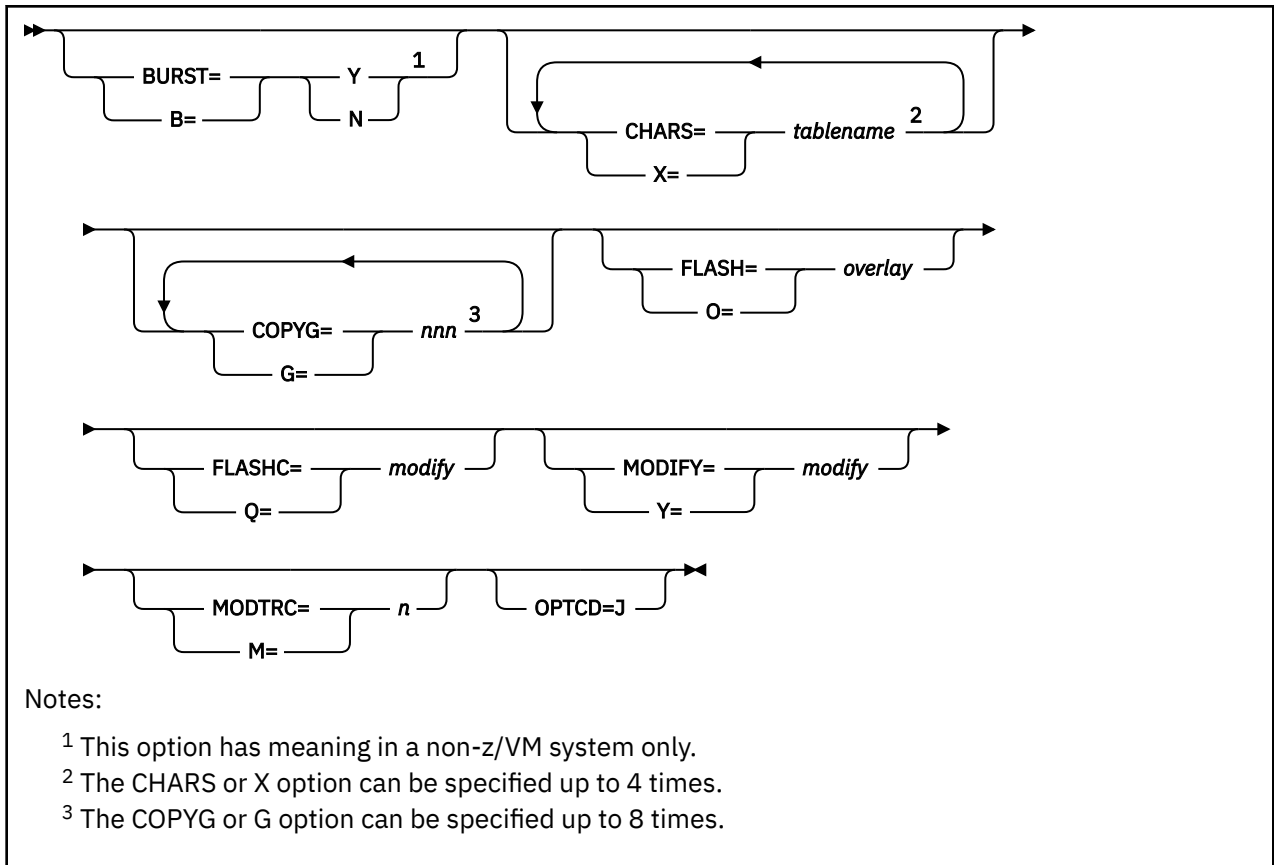 BURST= Y 1
B= N
CHARS= tablename 2
X=
COPYG= nnn 3
G=
FLASH= overlay
O=
FLASHC= modify
Q=
MODIFY= modify
Y=
MODTRC= n
M=
OPTCD=J
Notes:
1 This option has meaning in a non-z/VM system only.
2 The CHARS or X option can be specified up to 4 times.
3 The COPYG or G option can be specified up to 8 times.